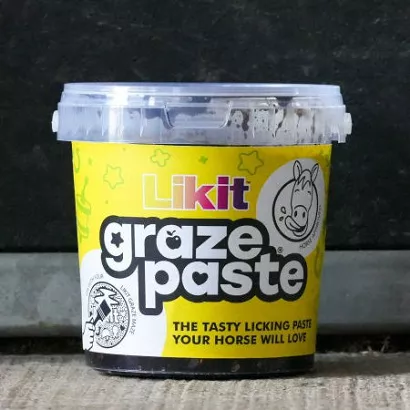 Likit
graze
paste®
THE TASTY LICKING PASTE
YOUR HORSE WILL LOVE